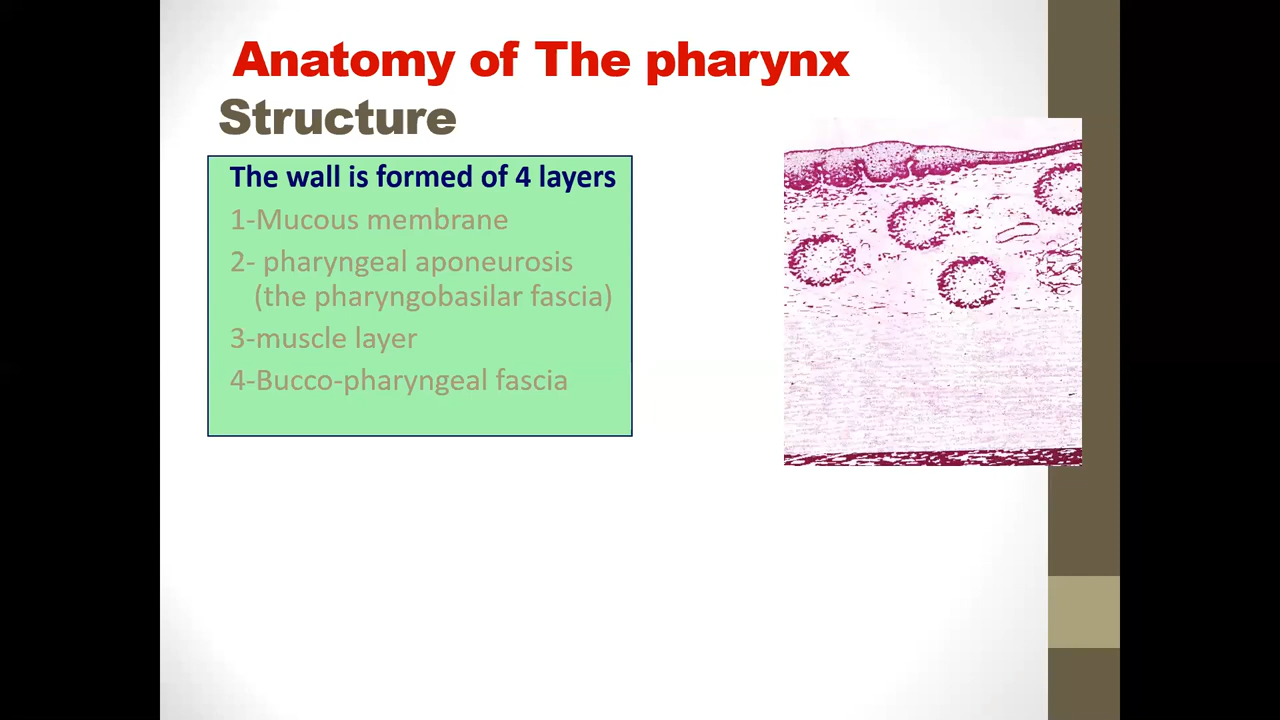 Anatomy of The pharynx
Structure
The wall is formed of 4 layers
1-Mucous membrane
2- pharyngeal aponeurosis
(the pharyngobasilar fascia)
3-muscle layer
4-Bucco-pharyngeal fascia